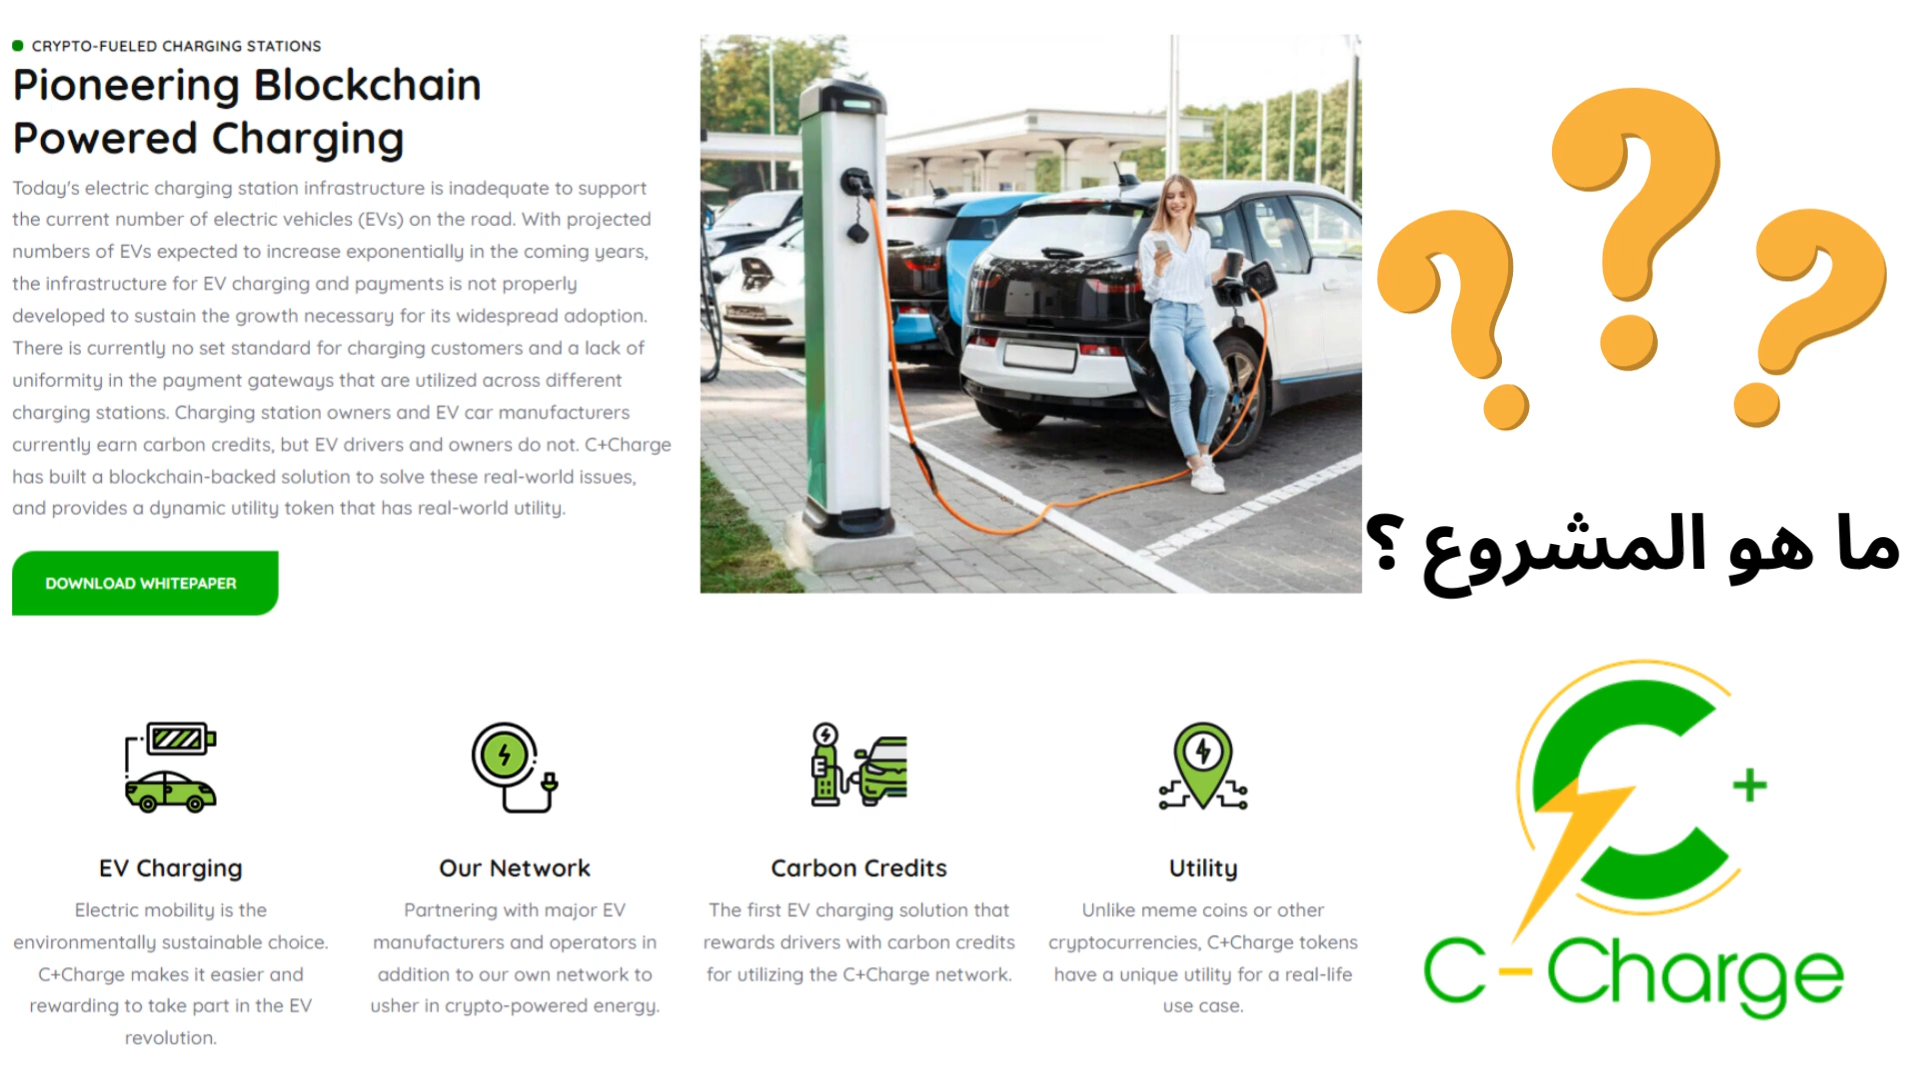 CRYPTO-FUELED CHARGING STATIONS
Pioneering Blockchain
Powered Charging
Today's electric charging station infrastructure is inadequate to support
the current number of electric vehicles (EVs) on the road. With projected
numbers of EVs expected to increase exponentially in the coming years,
the infrastructure for EV charging and payments is not properly
developed to sustain the growth necessary for its widespread adoption.
There is currently no set standard for charging customers and a lack of
uniformity in the payment gateways that are utilized across different
charging stations. Charging station owners and EV car manufacturers
currently earn carbon credits, but EV drivers and owners do not. C+Charge
has built a blockchain-backed solution to solve these real-world issues,
and provides a dynamic utility token that has real-world utility.
DOWNLOAD WHITEPAPER
ما هو المشروع ؟
EV Charging
Electric mobility is the
environmentally sustainable choice.
C+Charge makes it easier and
rewarding to take part in the EV
revolution.
Our Network
Partnering with major EV
manufacturers and operators in
addition to our own network to
usher in crypto-powered energy.
Carbon Credits
The first EV charging solution that
rewards drivers with carbon credits
for utilizing the C+Charge network.
Utility
Unlike meme coins or other
cryptocurrencies, C+Charge tokens
have a unique utility for a real-life
use case.
C+
C-Charge